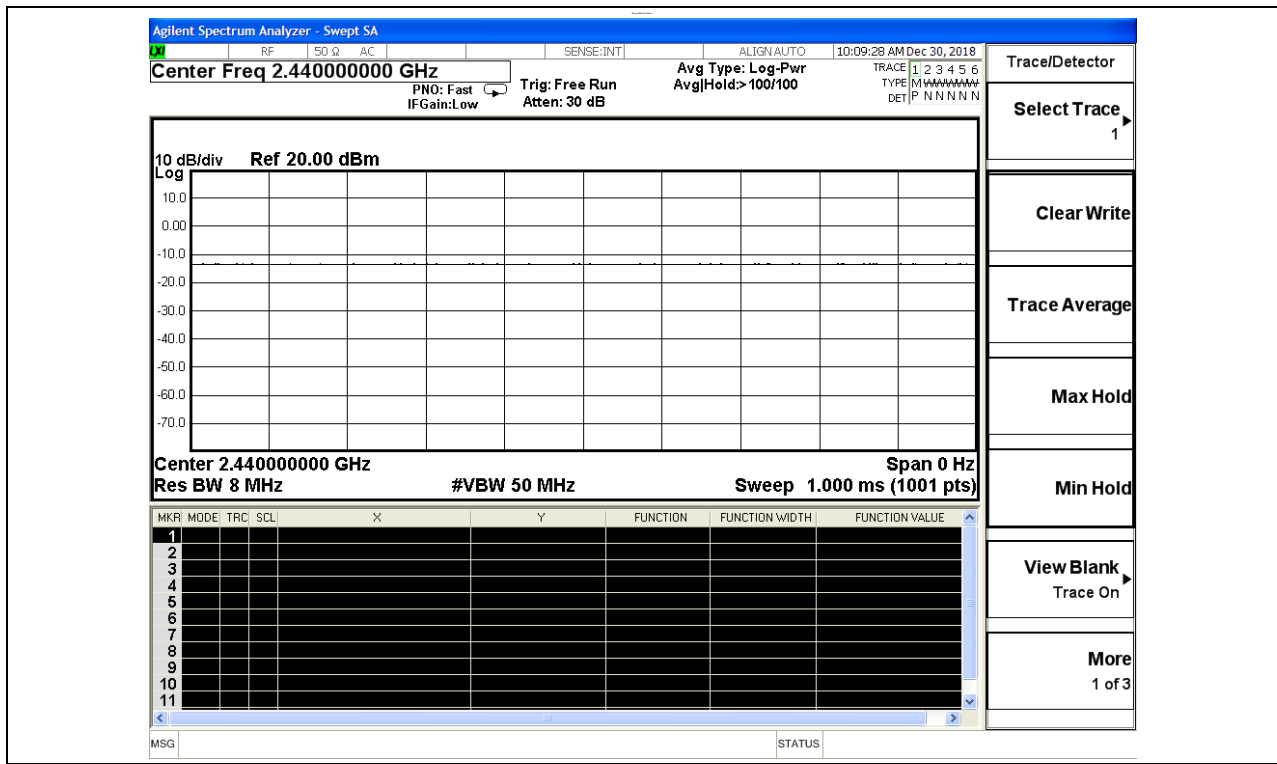 Agilent Spectrum Analyzer - Swept SA
LXI RF 50 Ω AC SENSE:INT ALIGNAUTO 10:09:28 AM Dec 30, 2018
Center Freq 2.440000000 GHz
PNO: Fast
IFGain:Low
Trig: Free Run
Atten: 30 dB
Avg Type: Log-Pwr
Avg|Hold:> 100/100
TRACE 1 2 3 4 5 6
TYPE M WWWWW
DET P N N N N N
10 dB/div Ref 20.00 dBm
Log
10.0
0.00
-10.0
-20.0
-30.0
-40.0
-50.0
-60.0
-70.0
Center 2.440000000 GHz Span 0 Hz
Res BW 8 MHz #VBW 50 MHz Sweep 1.000 ms (1001 pts)
MKR MODE TRC SCL X Y FUNCTION FUNCTION WIDTH FUNCTION VALUE
1
2
3
4
5
6
7
8
9
10
11
MSG STATUS
Trace/Detector
Select Trace
1
Clear Write
Trace Average
Max Hold
Min Hold
View Blank
Trace On
More
1 of 3